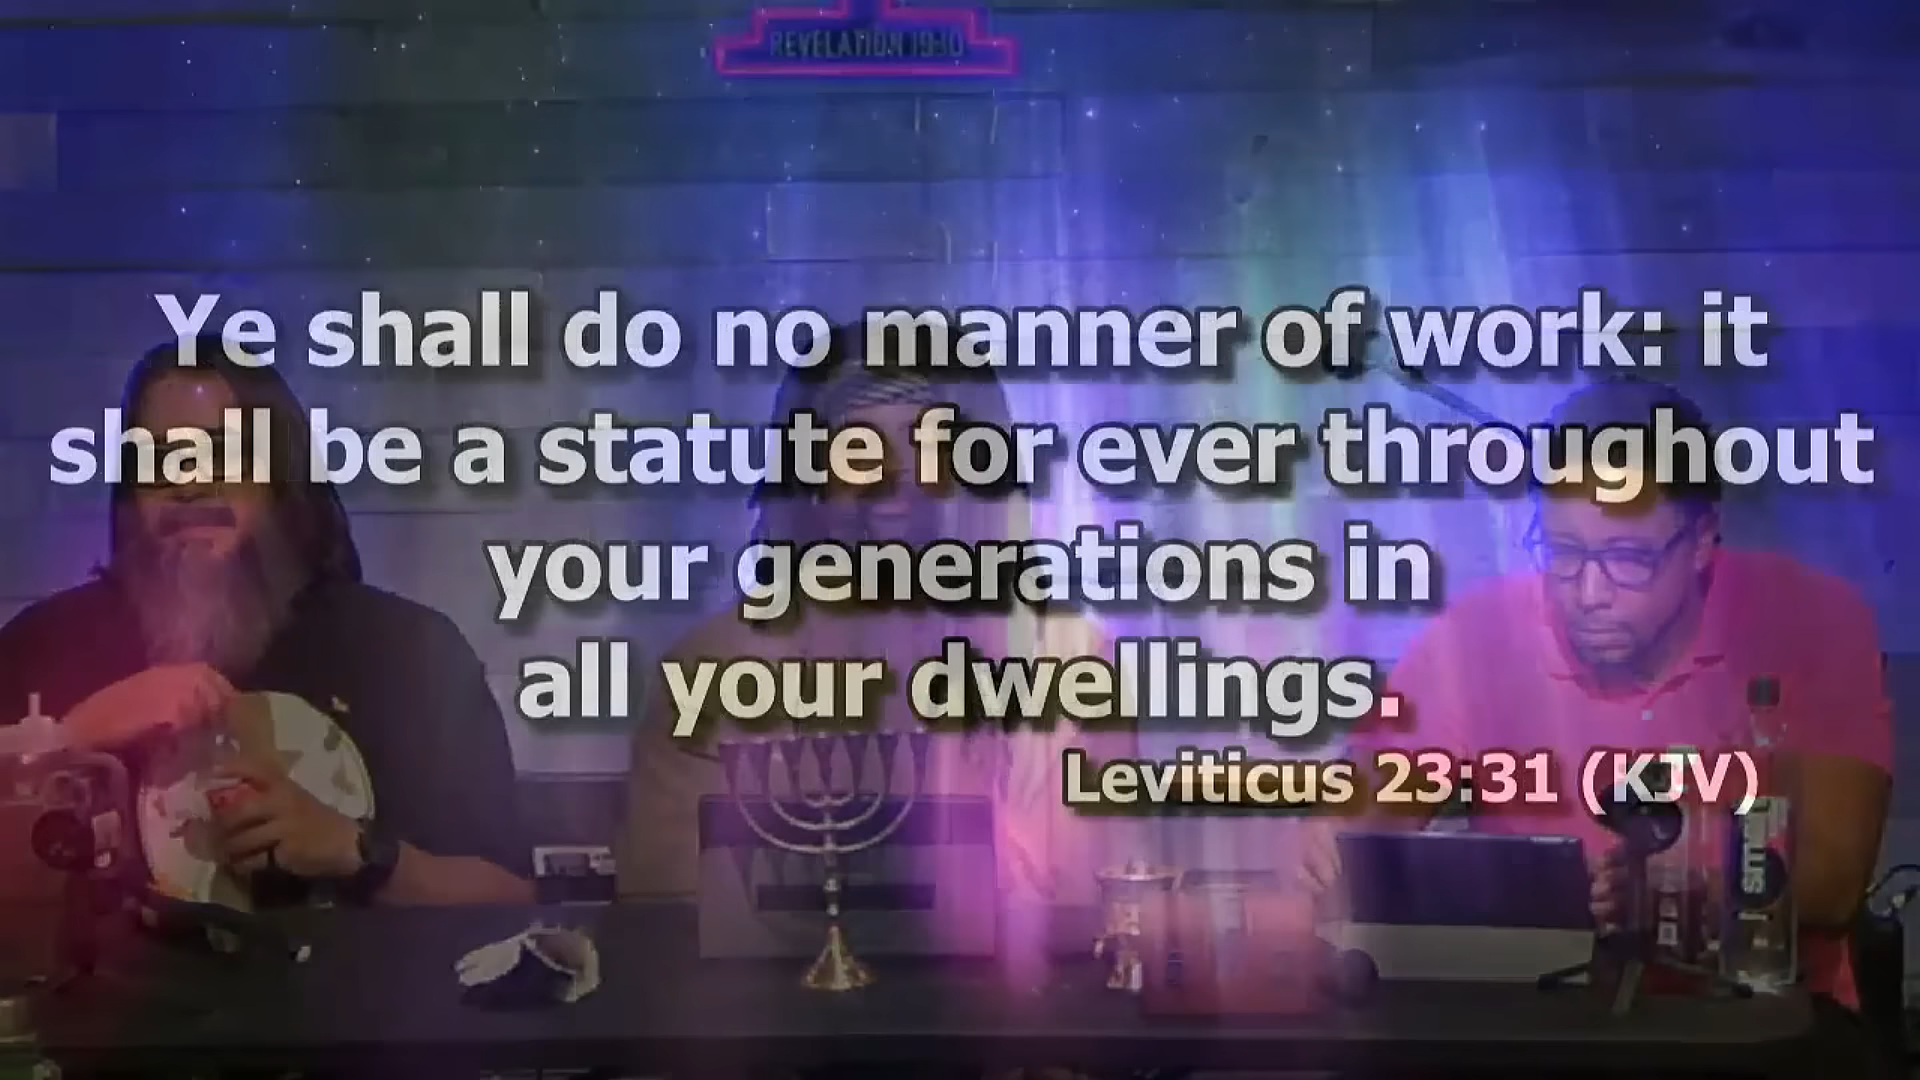 REVELATION 19:10
Ye shall do no manner of work: it
shall be a statute for ever throughout
your generations in
all your dwellings.
Leviticus 23:31 (KJV)
smart